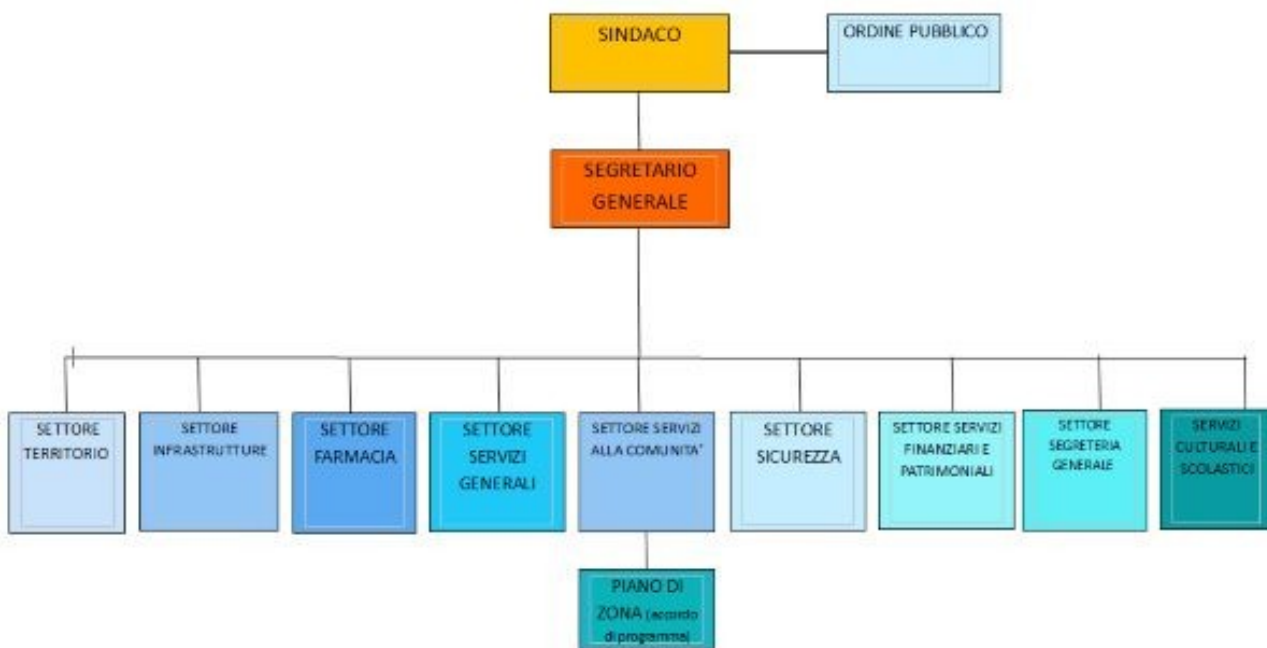 SINDACO
ORDINE PUBBLICO
SEGRETARIO
GENERALE
SETTORE
TERRITORIO
SETTORE
INFRASTRUTTURE
SETTORE
FARMACIA
SETTORE
SERVIZI
GENERALI
SETTORE SERVIZI
ALLA COMUNITA'
SETTORE
SICUREZZA
SETTORE SERVIZI
FINANZIARI E
PATRIMONIALI
SETTORE
SEGRETERIA
GENERALE
SERVIZI
CULTURALI E
SCOLASTICI
PIANO DI
ZONA (accordo
di programma)